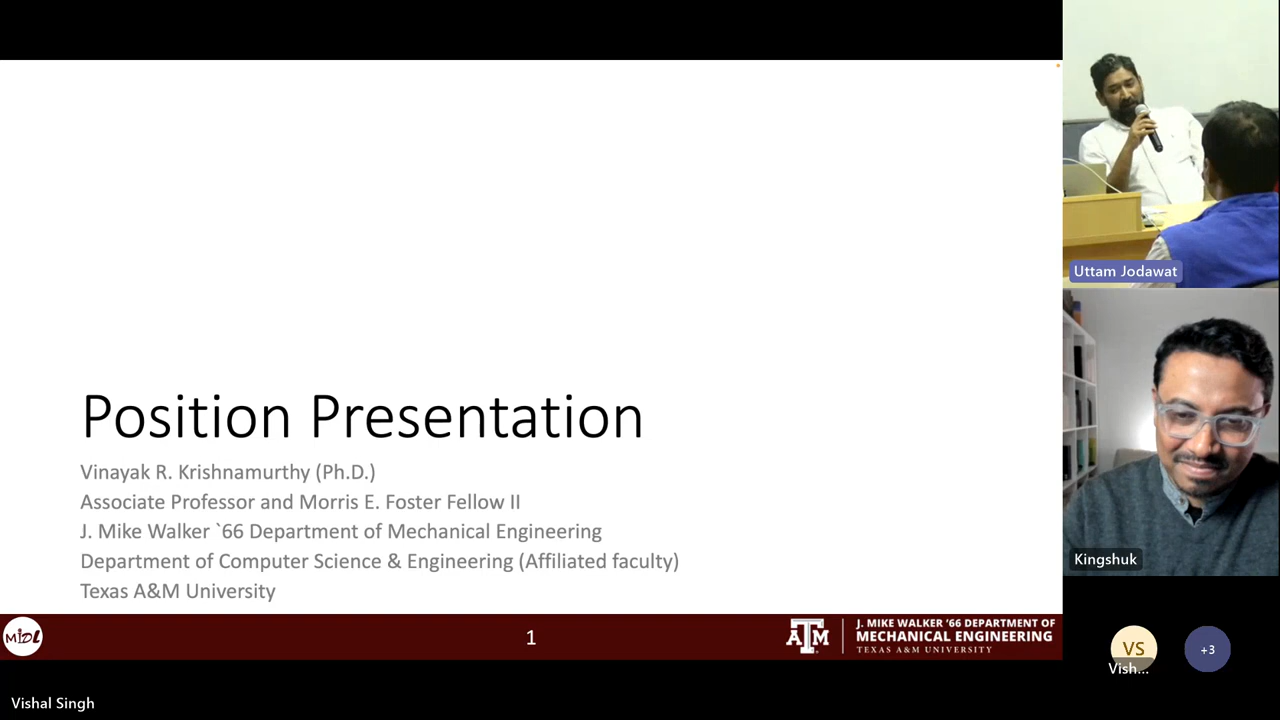 Position Presentation
Vinayak R. Krishnamurthy (Ph.D.)
Associate Professor and Morris E. Foster Fellow II
J. Mike Walker `66 Department of Mechanical Engineering
Department of Computer Science & Engineering (Affiliated faculty)
Texas A&M University
MIDL
1
ATM
J. MIKE WALKER '66 DEPARTMENT OF
MECHANICAL ENGINEERING
TEXAS A&M UNIVERSITY
Uttam Jodawat
Kingshuk
VS
Vish...
+3
Vishal Singh